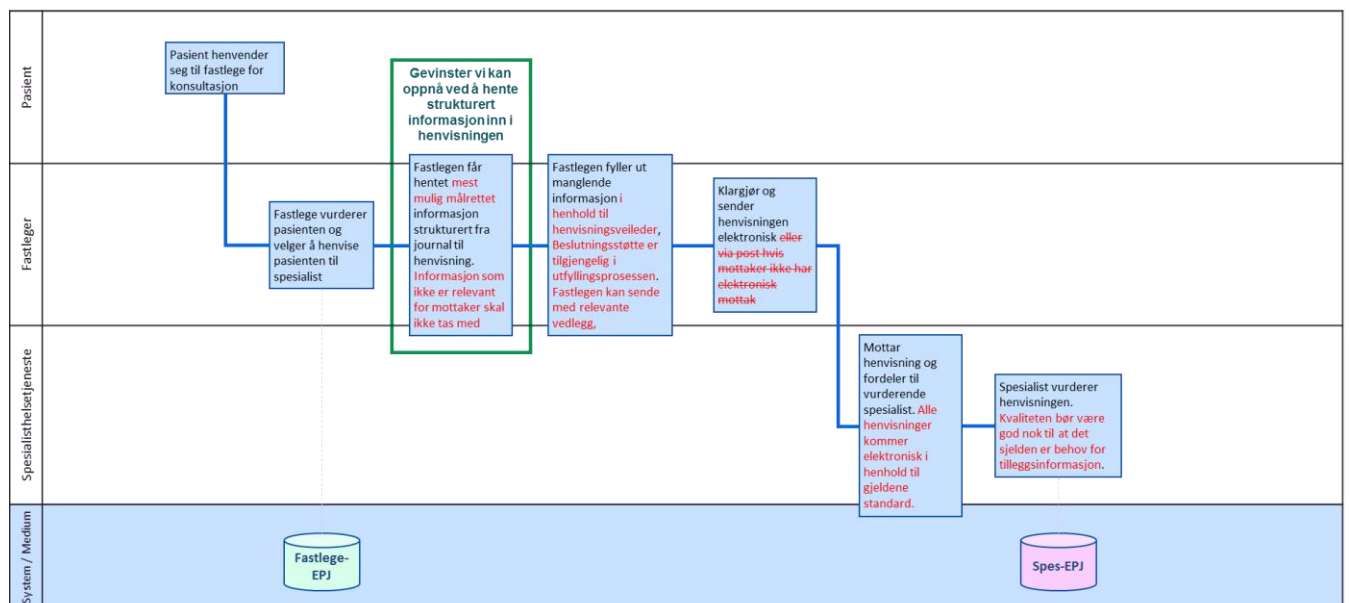 Pasient
Pasient henvender
seg til fastlege for
konsultasjon
Gevinster vi kan
oppnå ved å hente
strukturert
informasjon inn i
henvisningen
Fastleger
Fastlege vurderer
pasienten og
velger å henvise
pasienten til
spesialist
Fastlegen får
hentet mest
mulig målrettet
informasjon
strukturert fra
journal til
henvisning.
Informasjon som
ikke er relevant
for mottaker skal
ikke tas med
Fastlegen fyller ut
manglende
informasjon i
henhold til
henvisningsveileder,
Beslutningsstøtte er
tilgjengelig i
utfyllingsprosessen.
Fastlegen kan sende
med relevante
vedlegg,
Klargjør og
sender
henvisningen
elektronisk eller
via post hvis
mottaker ikke har
elektronisk
mottak
Spesialisthelsetjeneste
Mottar
henvisning og
fordeler til
vurderende
spesialist. Alle
henvisninger
kommer
elektronisk i
henhold til
gjeldene
standard.
Spesialist vurderer
henvisningen.
Kvaliteten bør være
god nok til at det
sjelden er behov for
tilleggsinformasjon.
System / Medium
Fastlege-
EPJ
Spes-EPJ